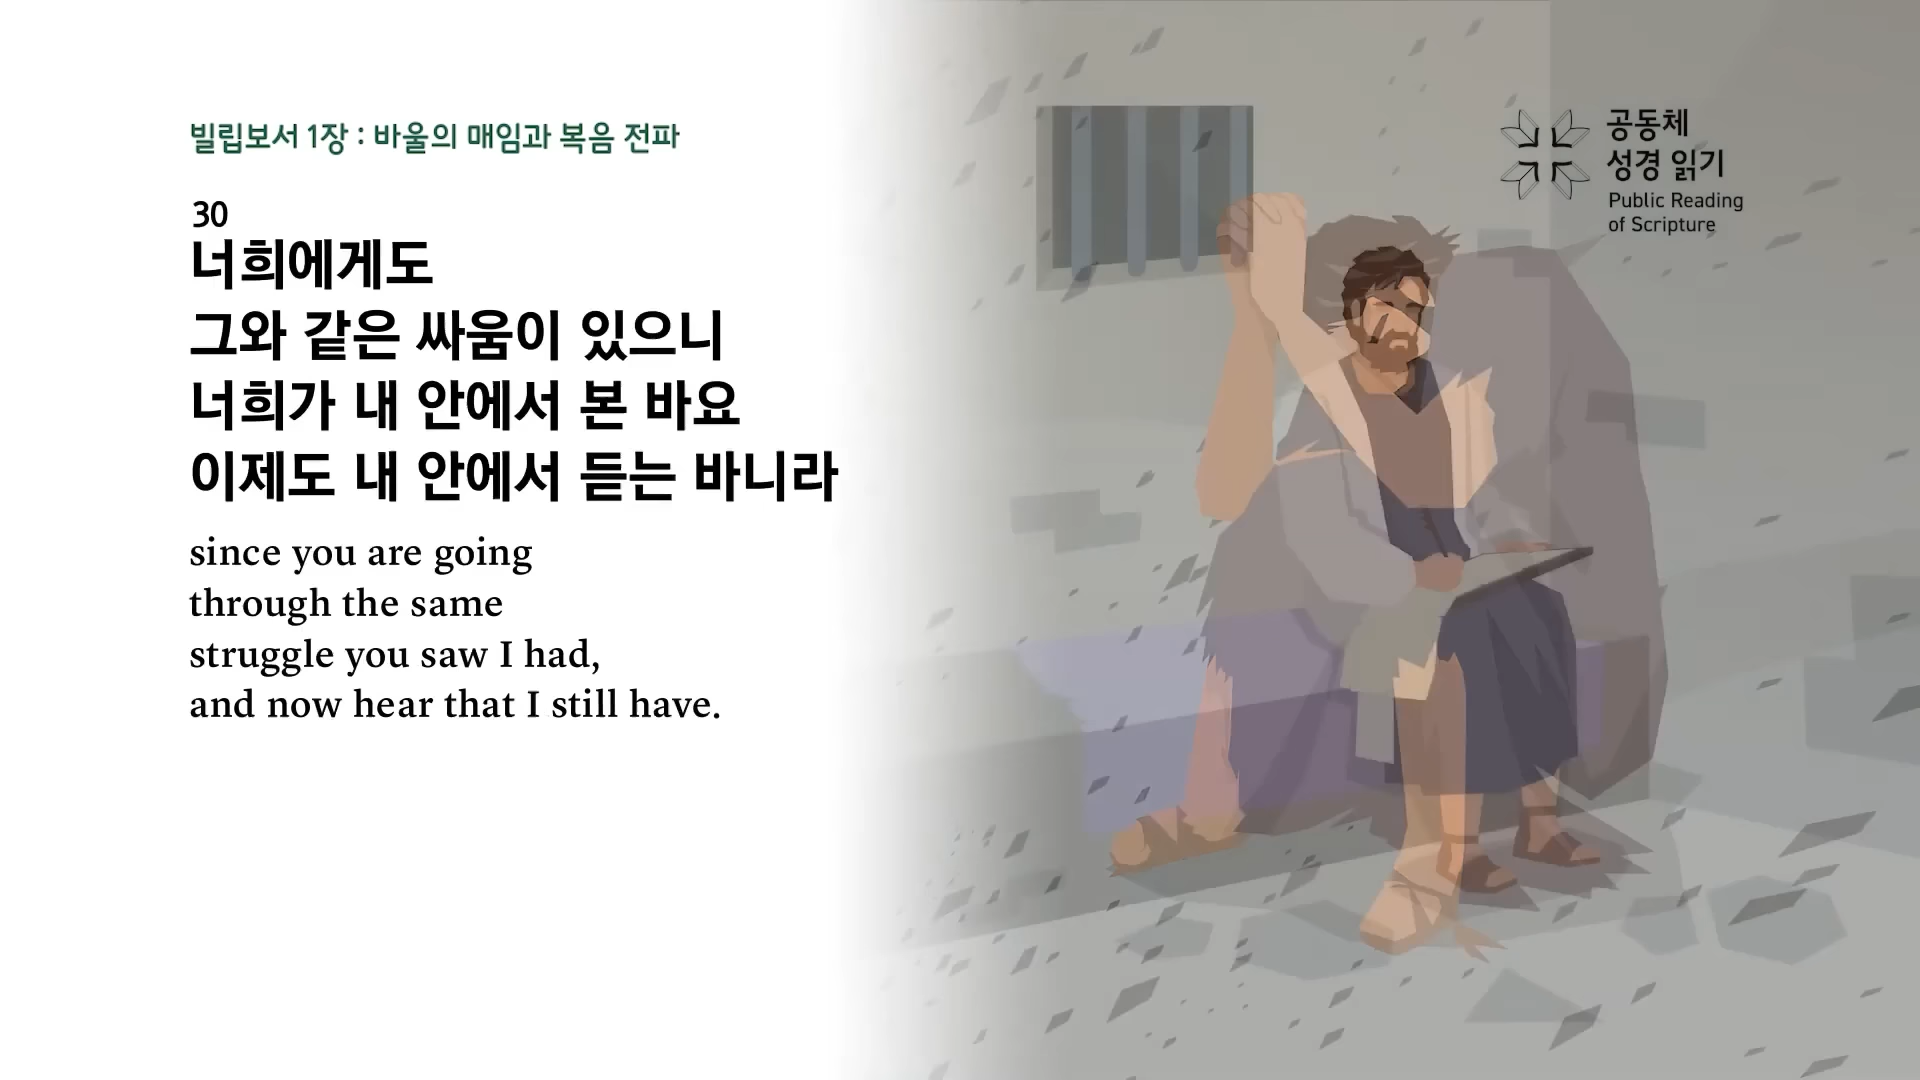 빌립보서 1장 : 바울의 매임과 복음 전파
30
너희에게도
그와 같은 싸움이 있으니
너희가 내 안에서 본 바요
이제도 내 안에서 듣는 바니라
since you are going
through the same
struggle you saw I had,
and now hear that I still have.
공동체
성경 읽기
Public Reading
of Scripture